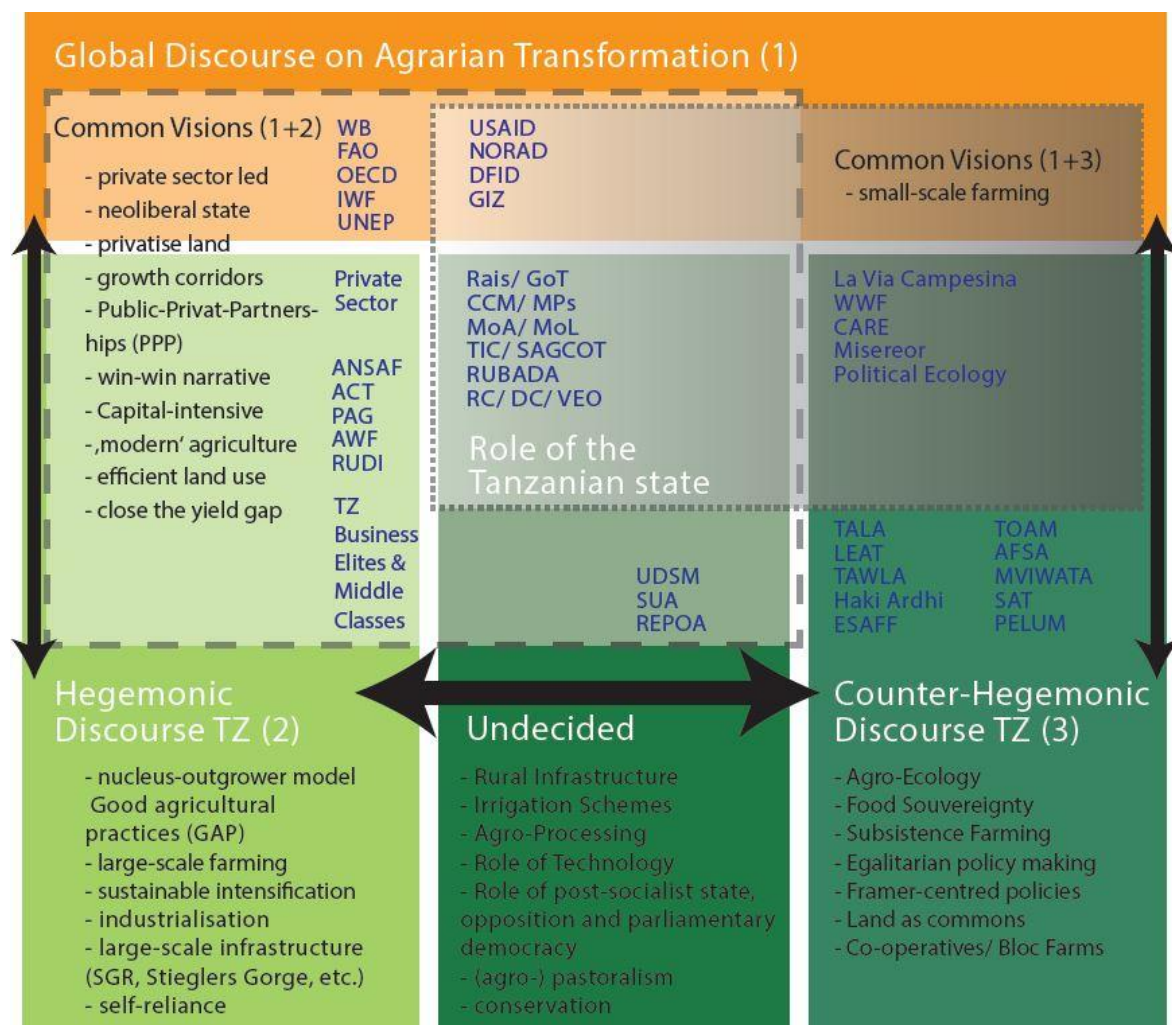 Global Discourse on Agrarian Transformation (1)
Common Visions (1+2)
- private sector led
- neoliberal state
- privatise land
- growth corridors
- Public-Privat-Partners-
hips (PPP)
- win-win narrative
- Capital-intensive
- ‚modern‘ agriculture
- efficient land use
- close the yield gap
WB
FAO
OECD
IWF
UNEP
Private
Sector
ANSAF
ACT
PAG
AWF
RUDI
TZ
Business
Elites &
Middle
Classes
USAID
NORAD
DFID
GIZ
Rais/ GoT
CCM/ MPs
MoA/ MoL
TIC/ SAGCOT
RUBADA
RC/ DC/ VEO
Role of the
Tanzanian state
UDSM
SUA
REPOA
Common Visions (1+3)
- small-scale farming
La Via Campesina
WWF
CARE
Misereor
Political Ecology
TALA
LEAT
TAWLA
Haki Ardhi
ESAFF
TOAM
AFSA
MVIWATA
SAT
PELUM
Hegemonic
Discourse TZ (2)
- nucleus-outgrower model
Good agricultural
practices (GAP)
- large-scale farming
- sustainable intensification
- industrialisation
- large-scale infrastructure
(SGR, Stieglers Gorge, etc.)
- self-reliance
Undecided
- Rural Infrastructure
- Irrigation Schemes
- Agro-Processing
- Role of Technology
- Role of post-socialist state,
opposition and parliamentary
democracy
- (agro-) pastoralism
- conservation
Counter-Hegemonic
Discourse TZ (3)
- Agro-Ecology
- Food Souvereignty
- Subsistence Farming
- Egalitarian policy making
- Framer-centred policies
- Land as commons
- Co-operatives/ Bloc Farms